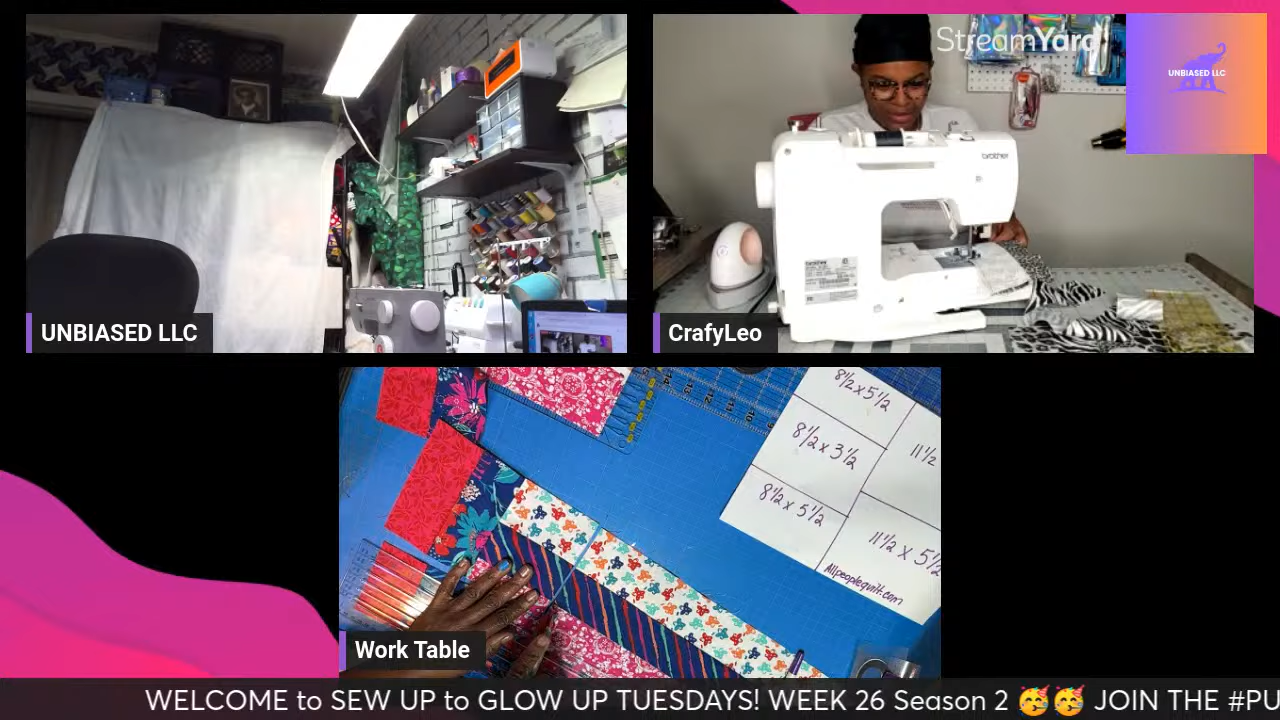 StreamYard
UNBIASED LLC
brother
UNBIASED LLC
CrafyLeo
8½ x 5½
8½ x 3½
11½
8½ x 5½
11½ x 5½
Allpeoplequilt.com
Work Table
WELCOME to SEW UP to GLOW UP TUESDAYS! WEEK 26 Season 2 🥳🥳 JOIN THE #PU